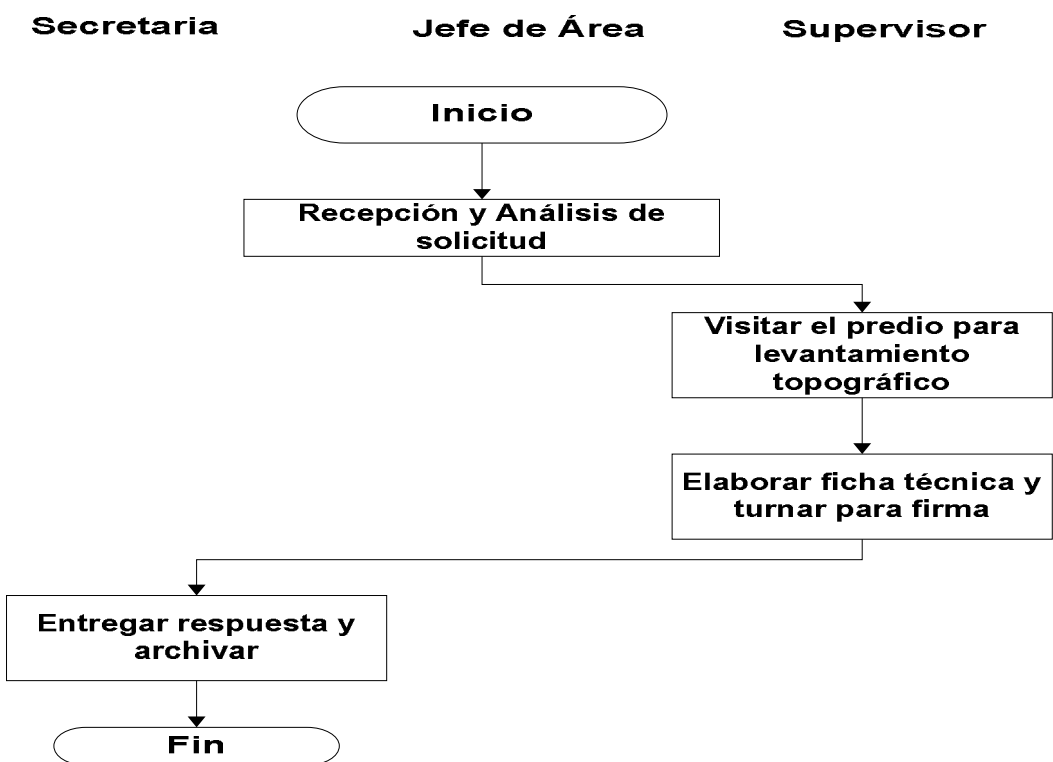 Secretaria Jefe de Área Supervisor
Inicio
Recepción y Análisis de
solicitud
Visitar el predio para
levantamiento
topográfico
Elaborar ficha técnica y
turnar para firma
Entregar respuesta y
archivar
Fin